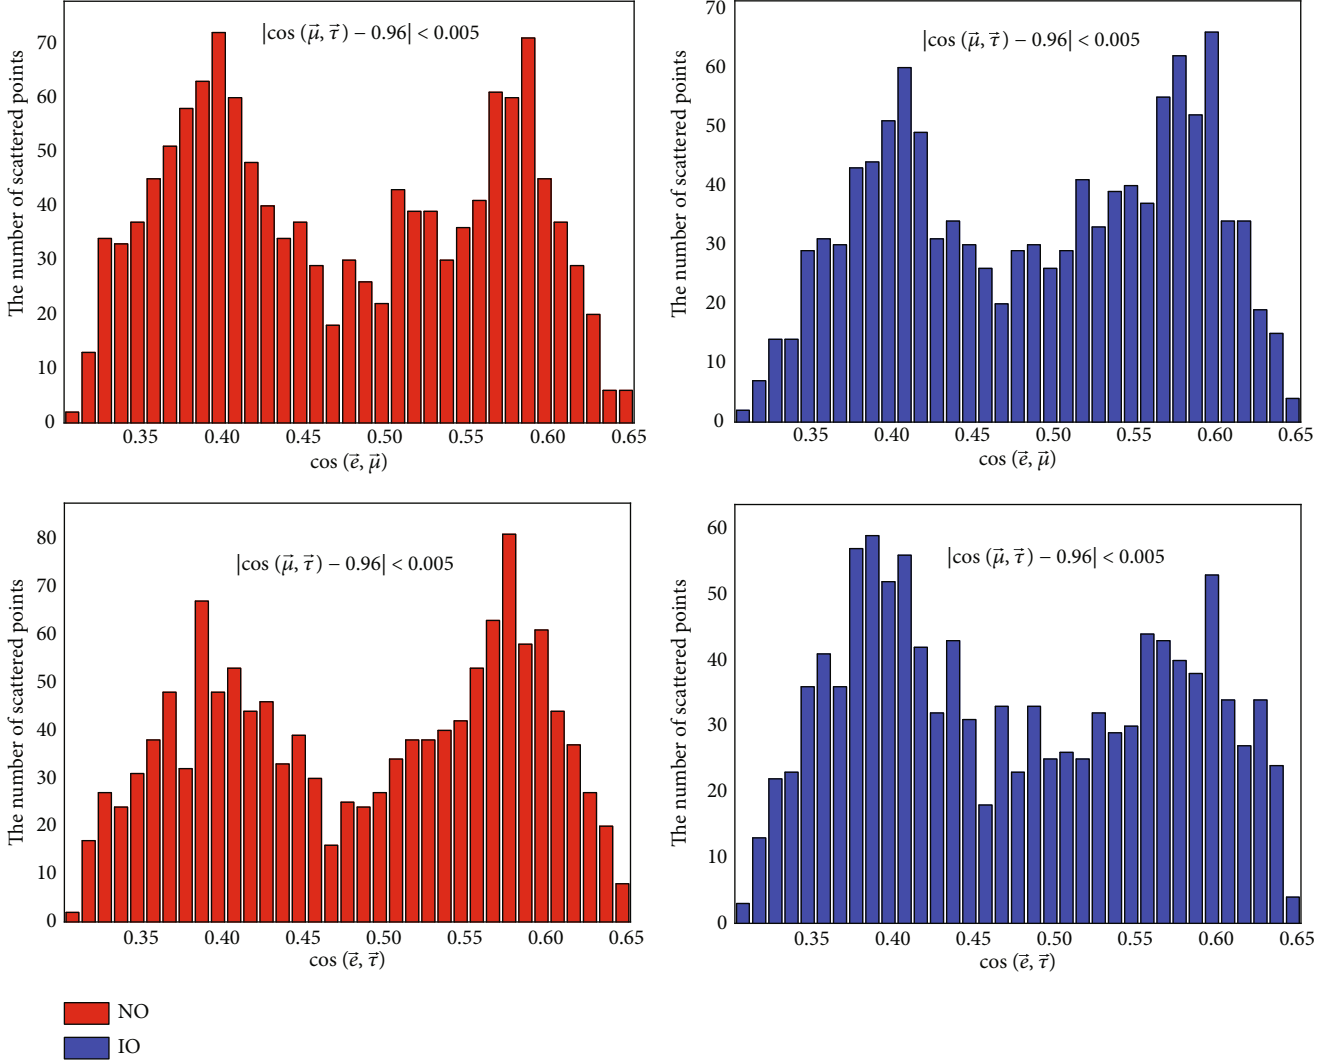 |cos (μ⃗, τ⃗) – 0.96| < 0.005
The number of scattered points
70
60
50
40
30
20
10
0
0.35 0.40 0.45 0.50 0.55 0.60 0.65
cos (e⃗, μ⃗)
|cos (μ⃗, τ⃗) – 0.96| < 0.005
The number of scattered points
70
60
50
40
30
20
10
0
0.35 0.40 0.45 0.50 0.55 0.60 0.65
cos (e⃗, μ⃗)
|cos (μ⃗, τ⃗) – 0.96| < 0.005
The number of scattered points
80
70
60
50
40
30
20
10
0
0.35 0.40 0.45 0.50 0.55 0.60 0.65
cos (e⃗, τ⃗)
|cos (μ⃗, τ⃗) – 0.96| < 0.005
The number of scattered points
60
50
40
30
20
10
0
0.35 0.40 0.45 0.50 0.55 0.60 0.65
cos (e⃗, τ⃗)
NO
IO